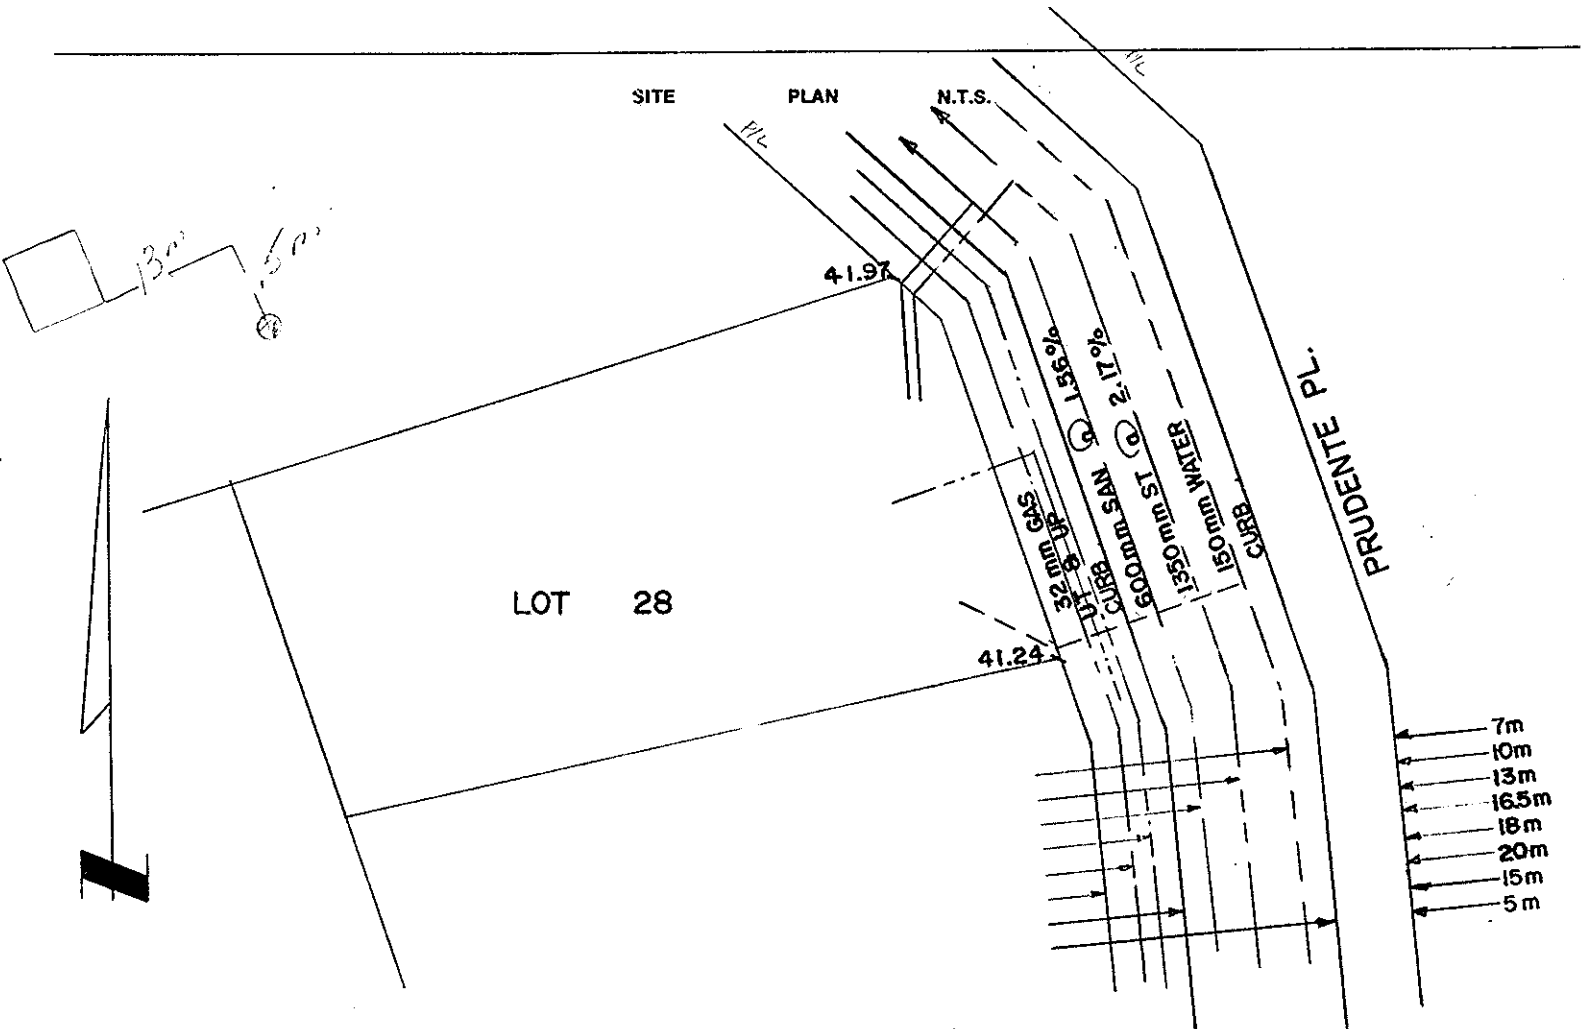 SITE PLAN N.T.S.
P/L
P/L
41.97
LOT 28
41.24
32 mm GAS
UT & UP
CURB
600mm SAN @ 1.56%
1350mm ST @ 2.17%
150mm WATER
CURB
PRUDENTE PL.
7m
10m
13m
16.5m
18m
20m
15m
5m